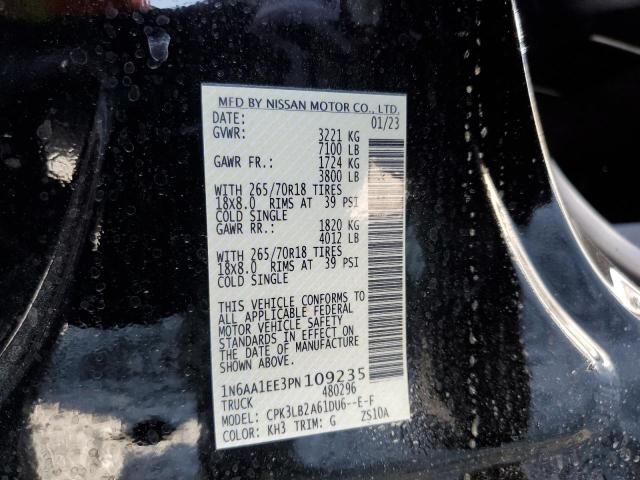 MFD BY NISSAN MOTOR CO., LTD.
DATE: 01/23
GVWR: 3221 KG
7100 LB
GAWR FR.: 1724 KG
3800 LB
WITH 265/70R18 TIRES
18X8.0 RIMS AT 39 PSI
COLD SINGLE
GAWR RR.: 1820 KG
4012 LB
WITH 265/70R18 TIRES
18X8.0 RIMS AT 39 PSI
COLD SINGLE
THIS VEHICLE CONFORMS TO
ALL APPLICABLE FEDERAL
MOTOR VEHICLE SAFETY
STANDARDS IN EFFECT ON THE
DATE OF MANUFACTURE
SHOWN ABOVE.
1N6AA1EE3PN109235
TRUCK 480296
MODEL: CPK3LB2A61DU6--E-F
COLOR: KH3 TRIM: G ZS10A